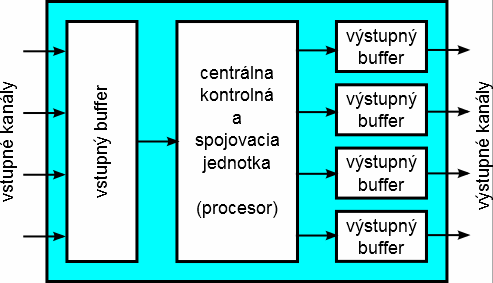 vstupné kanály
vstupný buffer
centrálna
kontrolná
a
spojovacia
jednotka
(procesor)
výstupný
buffer
výstupný
buffer
výstupný
buffer
výstupný
buffer
výstupné kanály